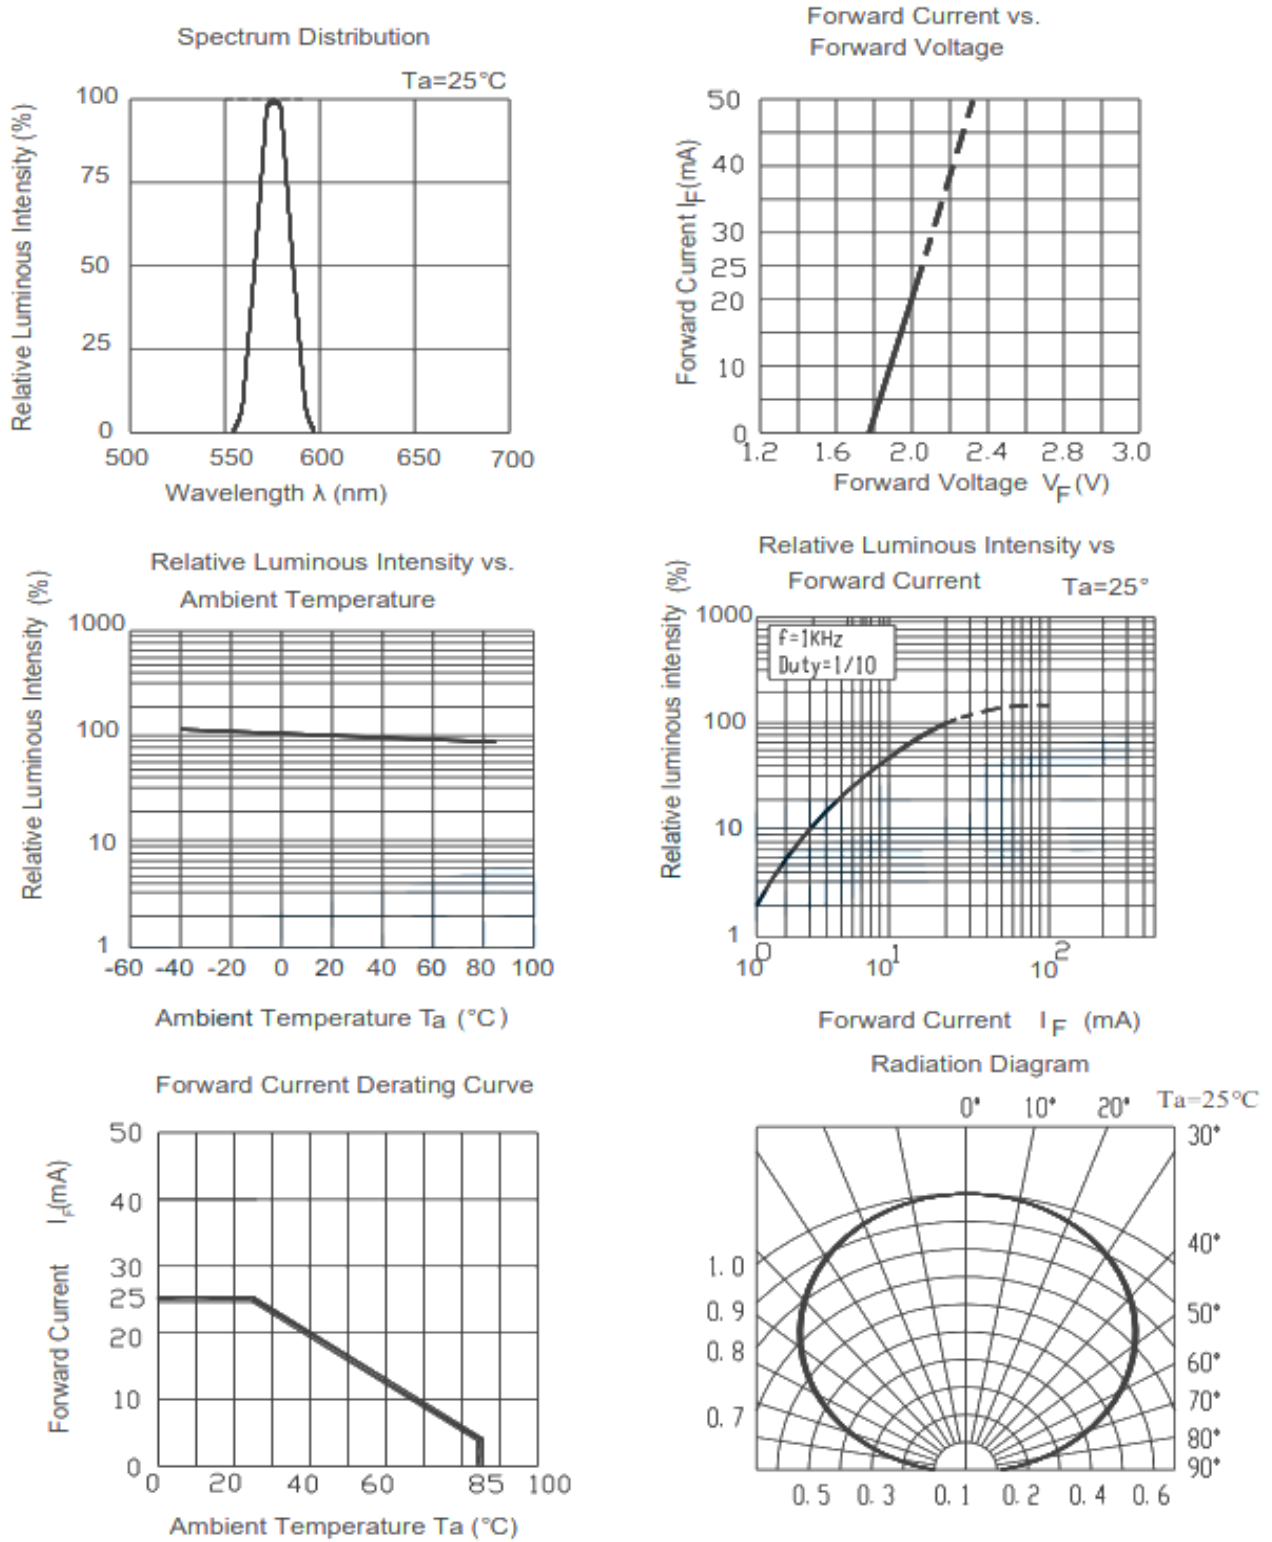 Spectrum Distribution
Ta=25°C
Relative Luminous Intensity (%)
100
75
50
25
0
500 550 600 650 700
Wavelength λ (nm)
Forward Current vs.
Forward Voltage
Forward Current IF(mA)
50
40
30
25
20
10
0
1.2 1.6 2.0 2.4 2.8 3.0
Forward Voltage VF(V)
Relative Luminous Intensity vs.
Ambient Temperature
Relative Luminous Intensity (%)
1000
100
10
1
-60 -40 -20 0 20 40 60 80 100
Ambient Temperature Ta (°C)
Relative Luminous Intensity vs
Forward Current
Ta=25°
Relative luminous intensity (%)
f=1KHz
Duty=1/10
1000
100
10
1
10⁰ 10¹ 10²
Forward Current IF (mA)
Forward Current Derating Curve
Forward Current IF(mA)
50
40
30
25
20
10
0
0 20 40 60 85 100
Ambient Temperature Ta (°C)
Radiation Diagram
Ta=25°C
0° 10° 20°
30°
40°
50°
60°
70°
80°
90°
1.0
0.9
0.8
0.7
0.5 0.3 0.1 0.2 0.4 0.6